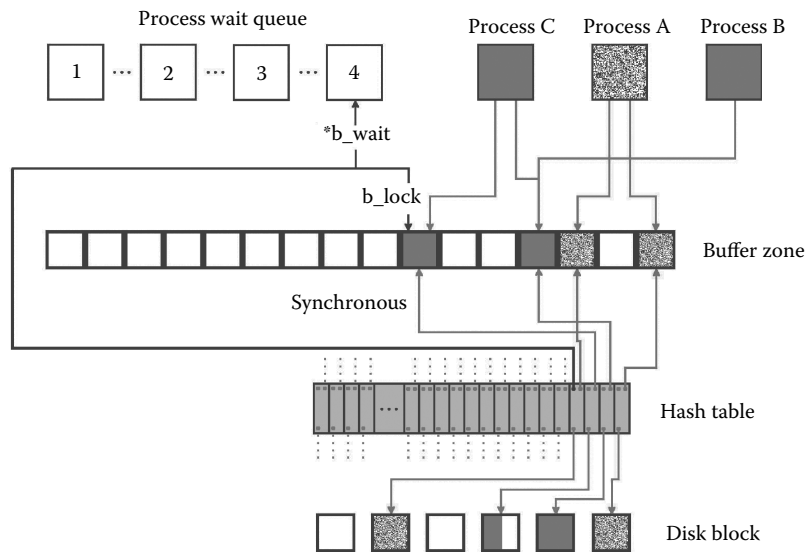 Process wait queue
Process C
Process A
Process B
1 ... 2 ... 3 ... 4
*b_wait
b_lock
Buffer zone
Synchronous
...
Hash table
Disk block